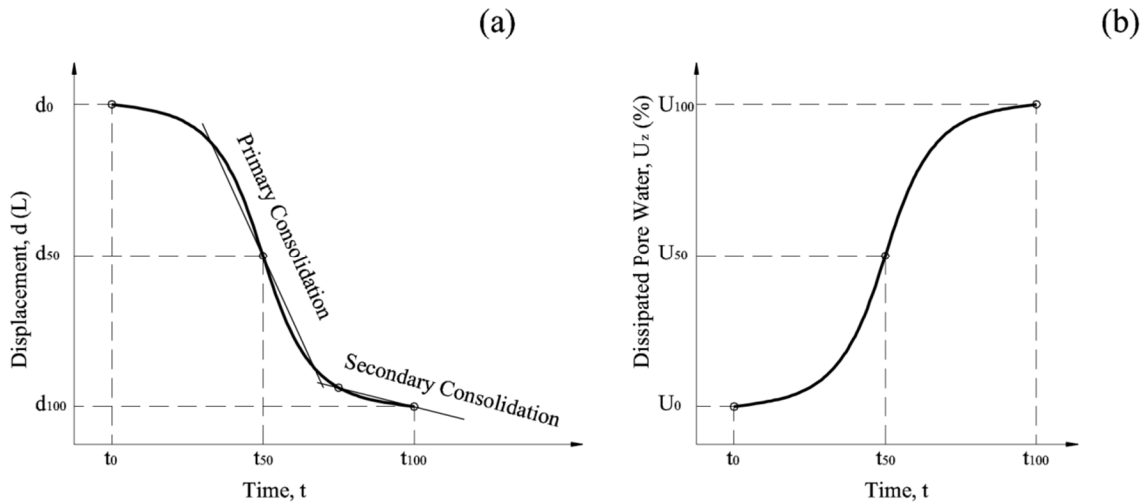 (a)
d0
d50
d100
Displacement, d (L)
Primary Consolidation
Secondary Consolidation
t0
t50
t100
Time, t
(b)
U100
U50
U0
Dissipated Pore Water, Uz (%)
t0
t50
t100
Time, t